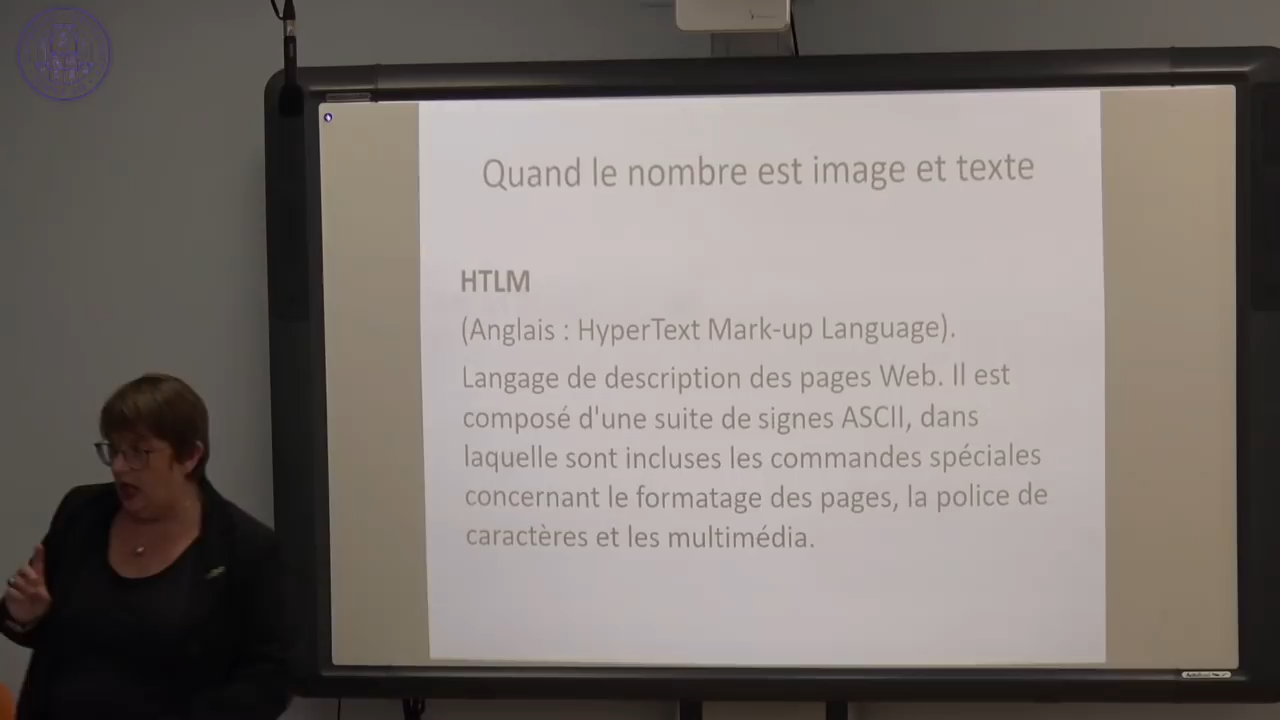 Quand le nombre est image et texte
HTLM
(Anglais : HyperText Mark-up Language).
Langage de description des pages Web. Il est
composé d'une suite de signes ASCII, dans
laquelle sont incluses les commandes spéciales
concernant le formatage des pages, la police de
caractères et les multimédia.